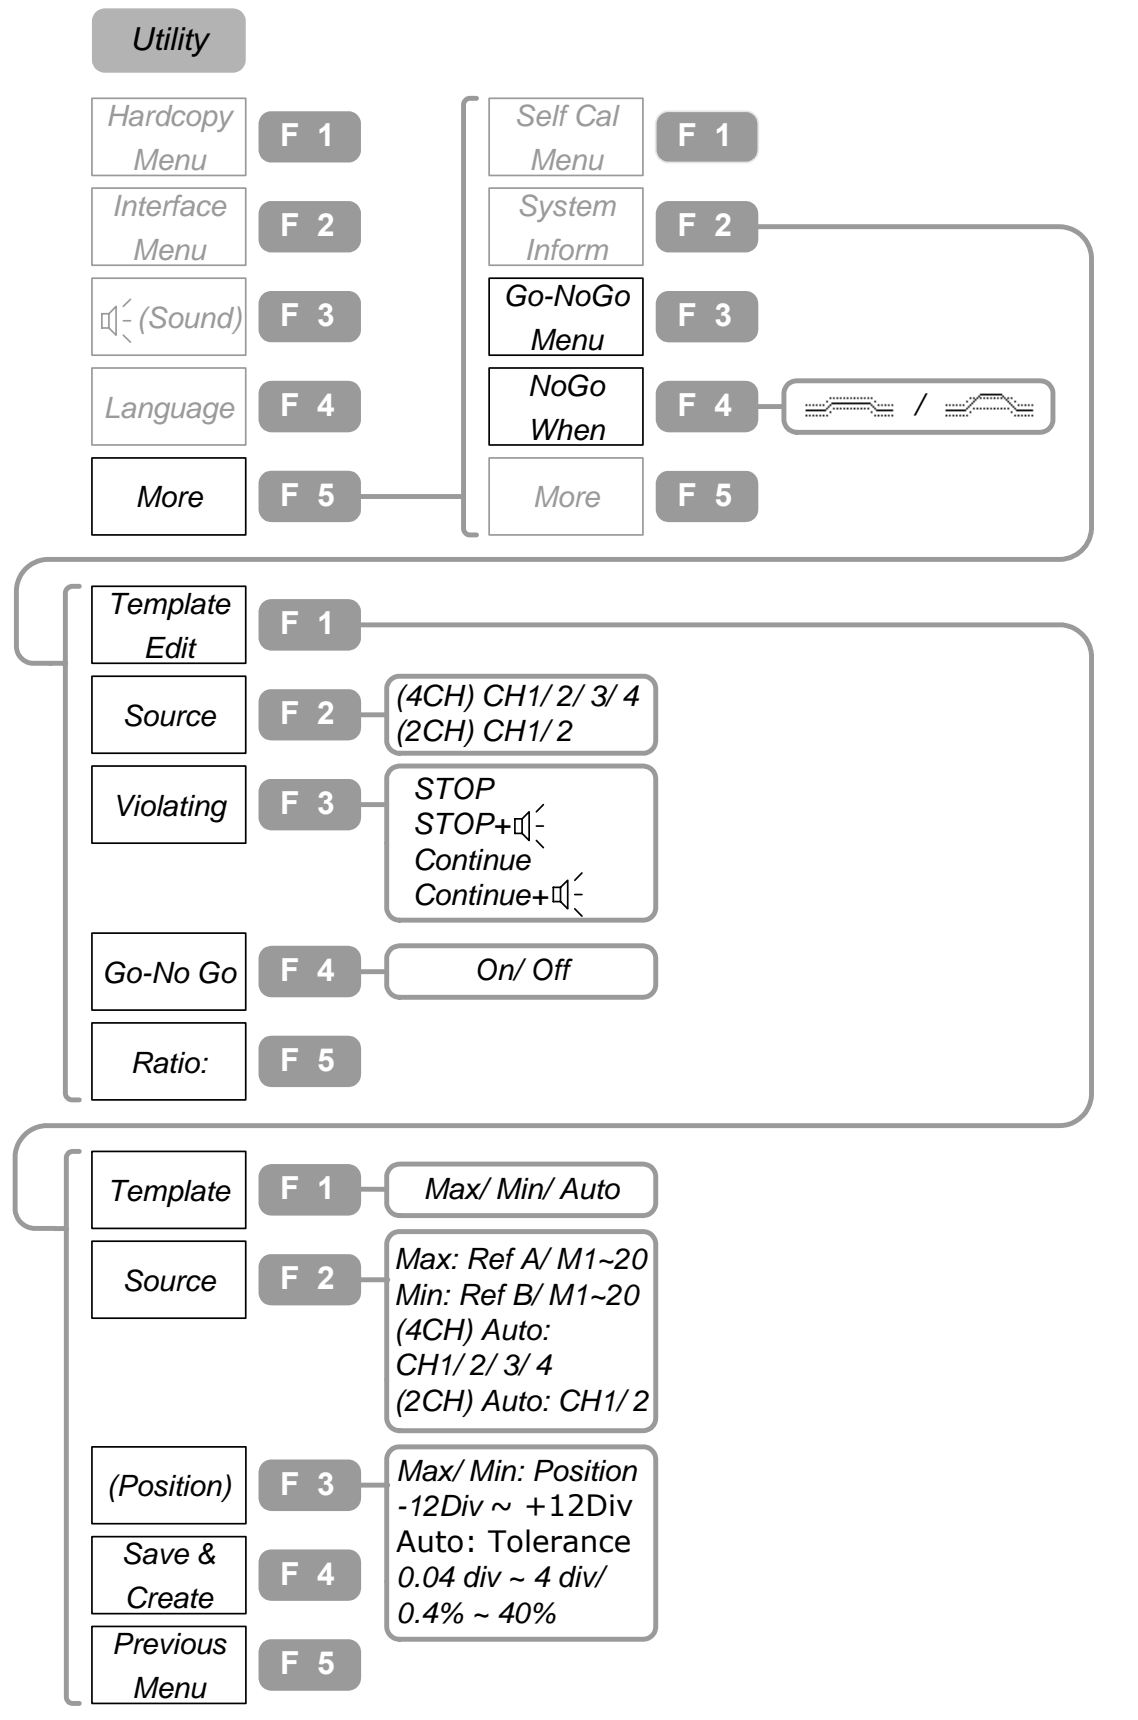 Utility
Hardcopy
Menu
F 1
Interface
Menu
F 2
(Sound)
F 3
Language
F 4
More
F 5
Self Cal
Menu
F 1
System
Inform
F 2
Go-NoGo
Menu
F 3
NoGo
When
F 4
/
More
F 5
Template
Edit
F 1
Source
F 2
(4CH) CH1/ 2/ 3/ 4
(2CH) CH1/ 2
Violating
F 3
STOP
STOP+
Continue
Continue+
Go-No Go
F 4
On/ Off
Ratio:
F 5
Template
F 1
Max/ Min/ Auto
Source
F 2
Max: Ref A/ M1~20
Min: Ref B/ M1~20
(4CH) Auto:
CH1/ 2/ 3/ 4
(2CH) Auto: CH1/ 2
(Position)
F 3
Max/ Min: Position
-12Div ~ +12Div
Auto: Tolerance
0.04 div ~ 4 div/
0.4% ~ 40%
Save &
Create
F 4
Previous
Menu
F 5